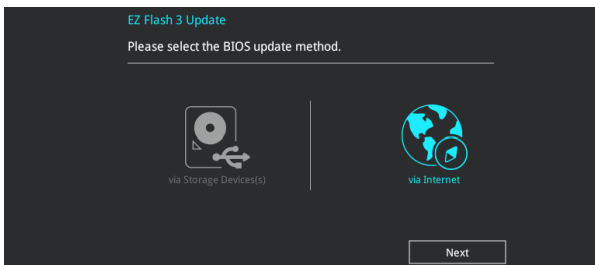 EZ Flash 3 Update
Please select the BIOS update method.
via Storage Devices(s)
via Internet
Next